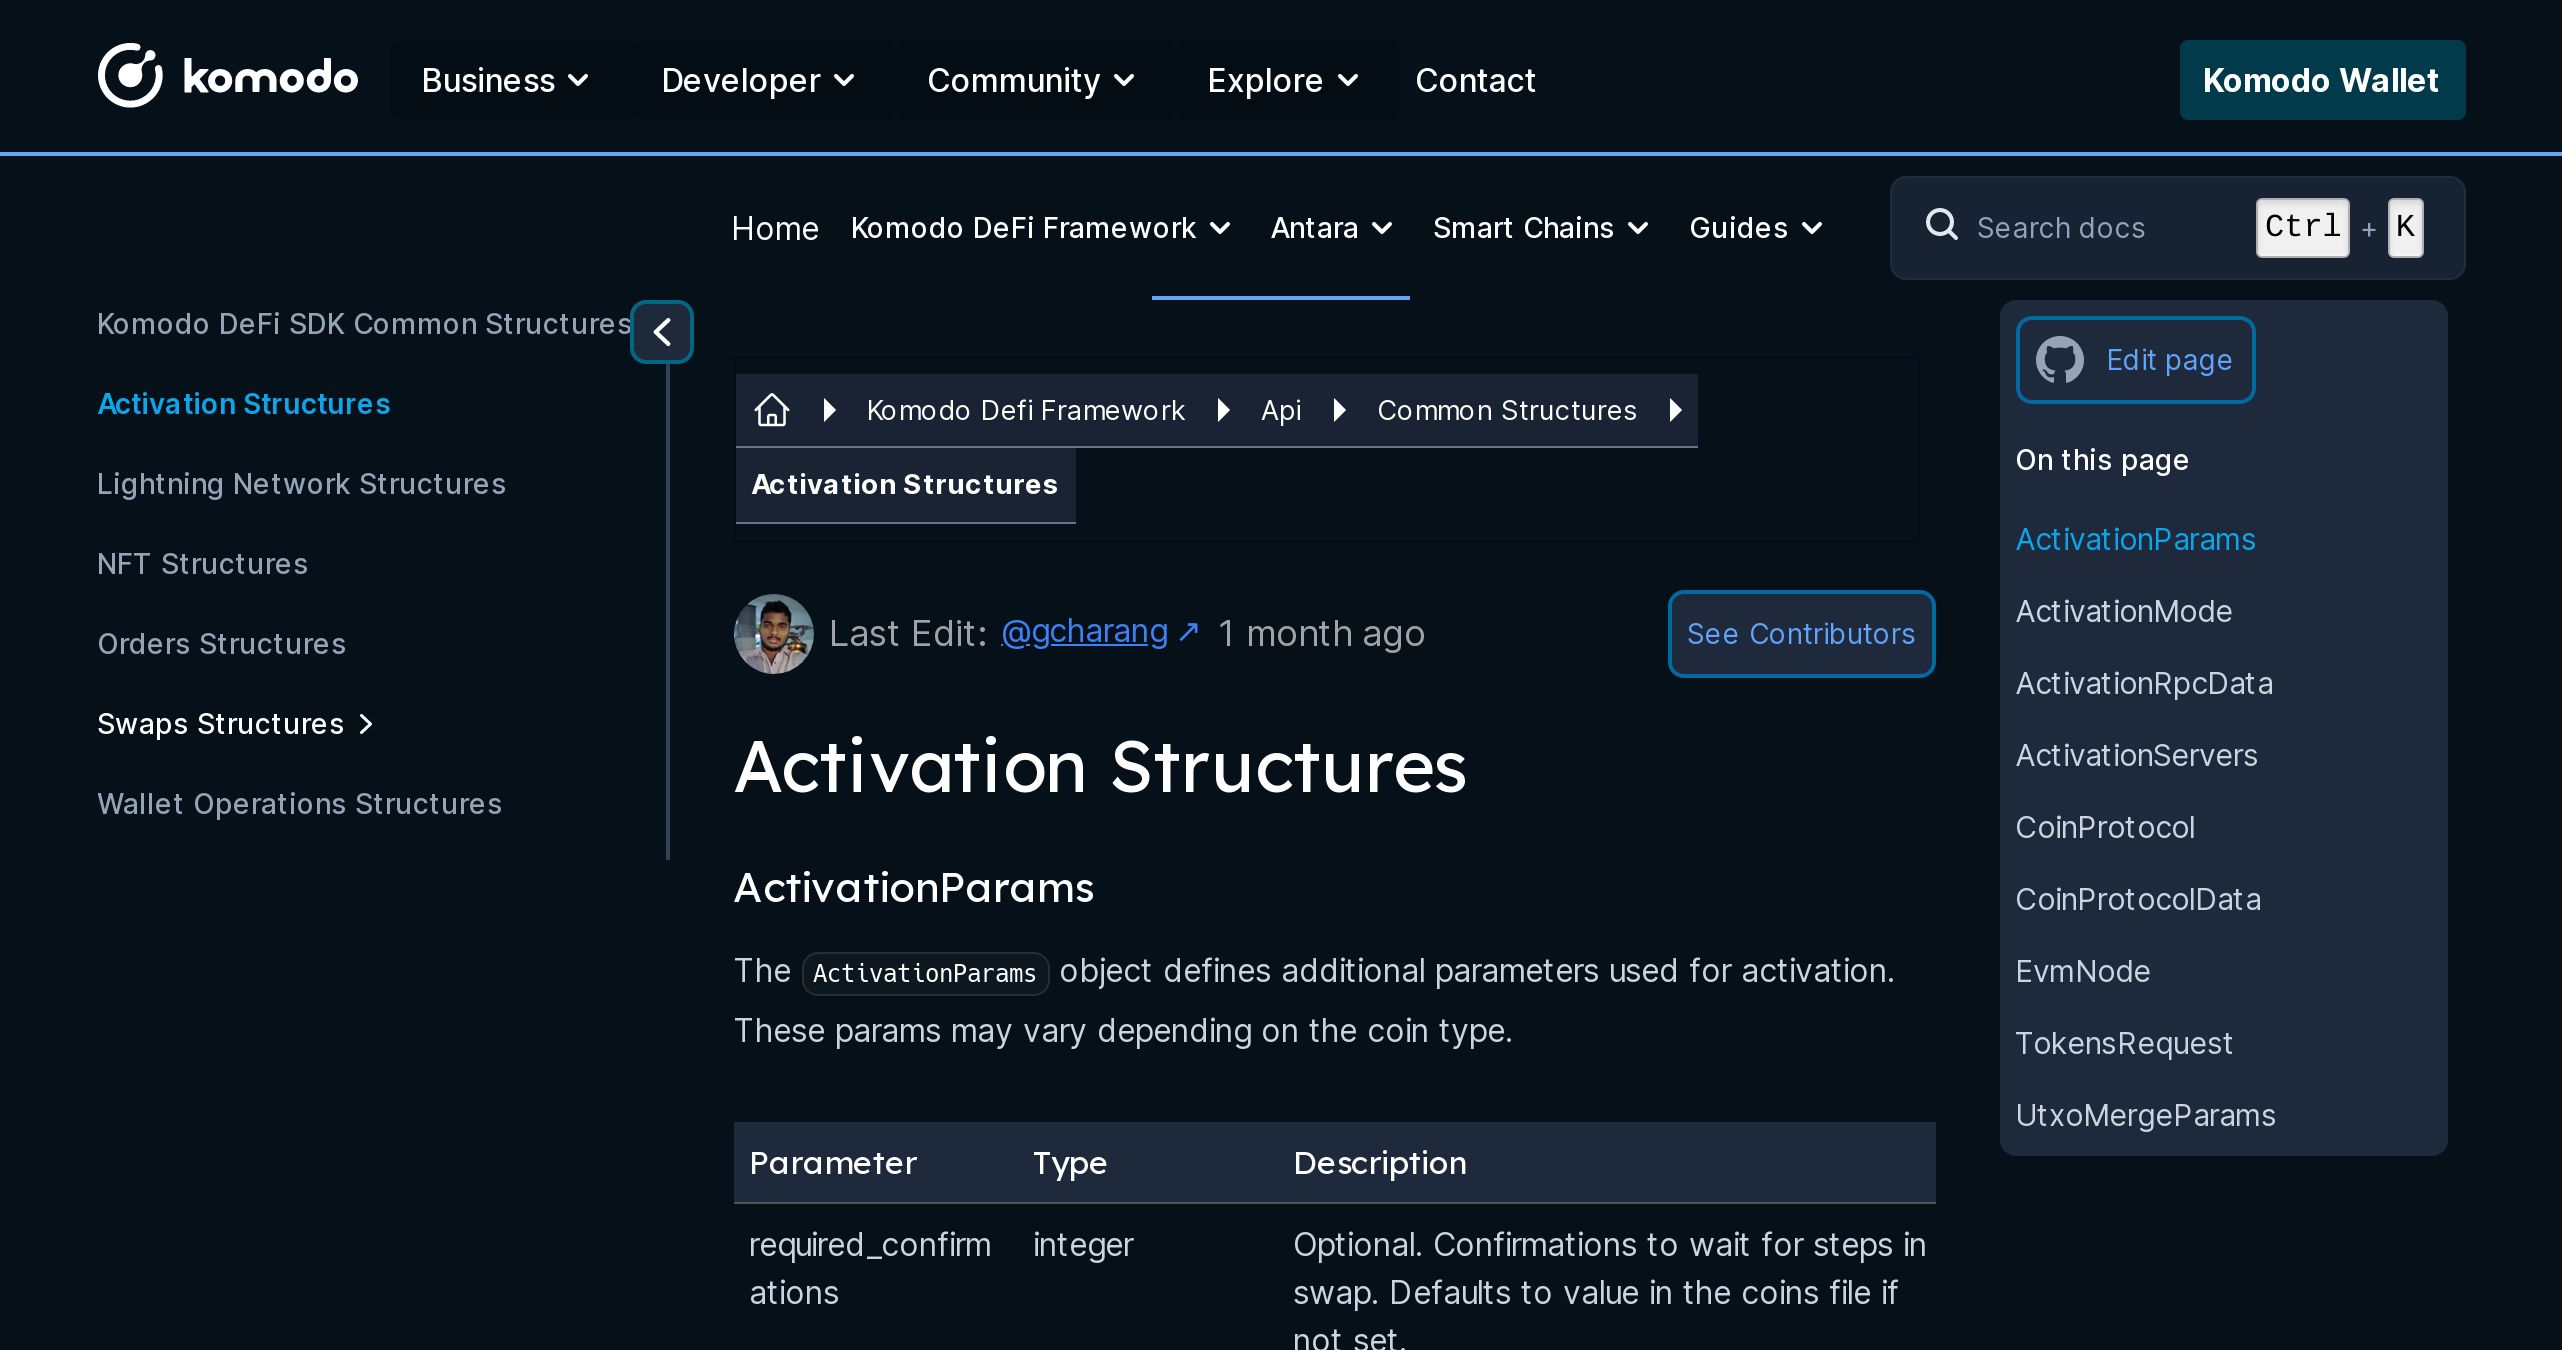 komodo Business Developer Community Explore Contact Komodo Wallet
Home Komodo DeFi Framework Antara Smart Chains Guides Search docs Ctrl + K
Komodo DeFi SDK Common Structures
Activation Structures
Lightning Network Structures
NFT Structures
Orders Structures
Swaps Structures
Wallet Operations Structures
Komodo Defi Framework Api Common Structures
Activation Structures
Last Edit: @gcharang ↗ 1 month ago See Contributors
Activation Structures
ActivationParams
The ActivationParams object defines additional parameters used for activation.
These params may vary depending on the coin type.
Parameter Type Description
required_confirm integer Optional. Confirmations to wait for steps in
ations swap. Defaults to value in the coins file if
not set.
Edit page
On this page
ActivationParams
ActivationMode
ActivationRpcData
ActivationServers
CoinProtocol
CoinProtocolData
EvmNode
TokensRequest
UtxoMergeParams